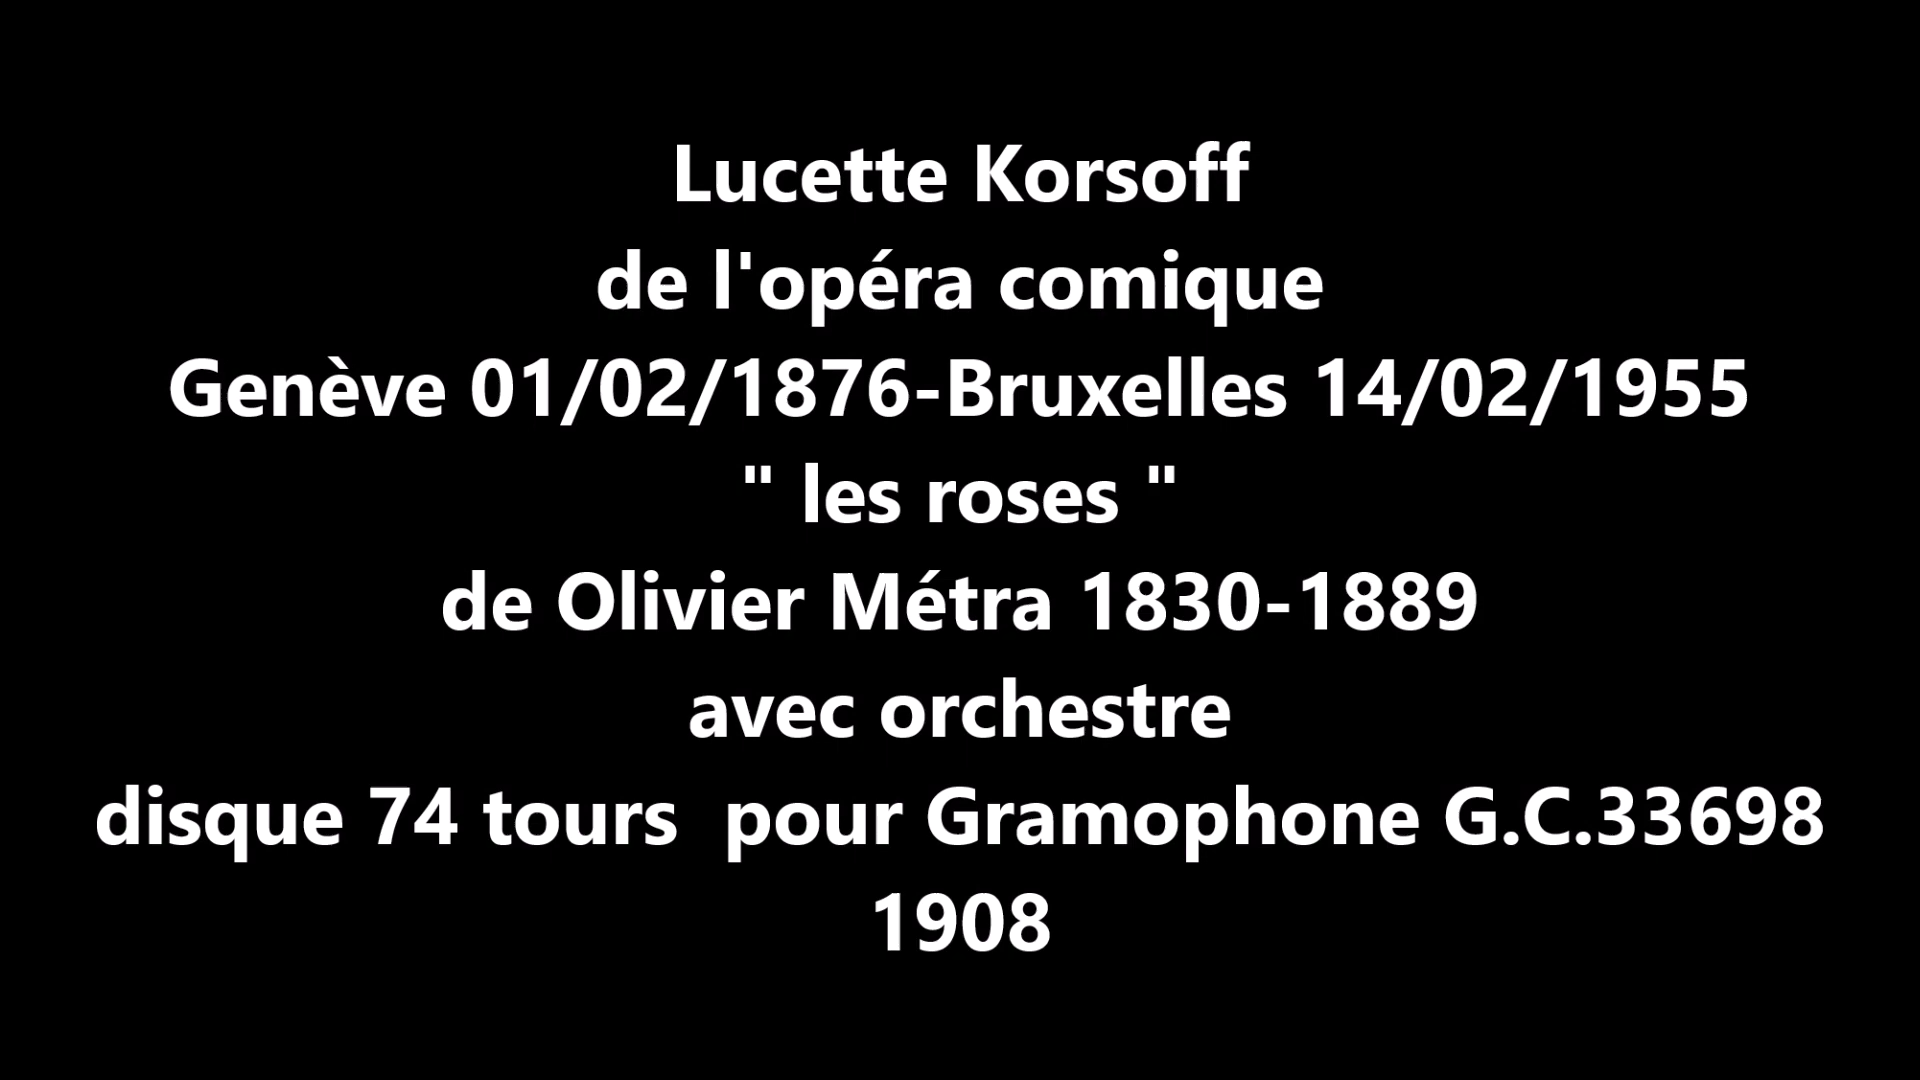 Lucette Korsoff
de l'opéra comique
Genève 01/02/1876-Bruxelles 14/02/1955
" les roses "
de Olivier Métra 1830-1889
avec orchestre
disque 74 tours  pour Gramophone G.C.33698
1908